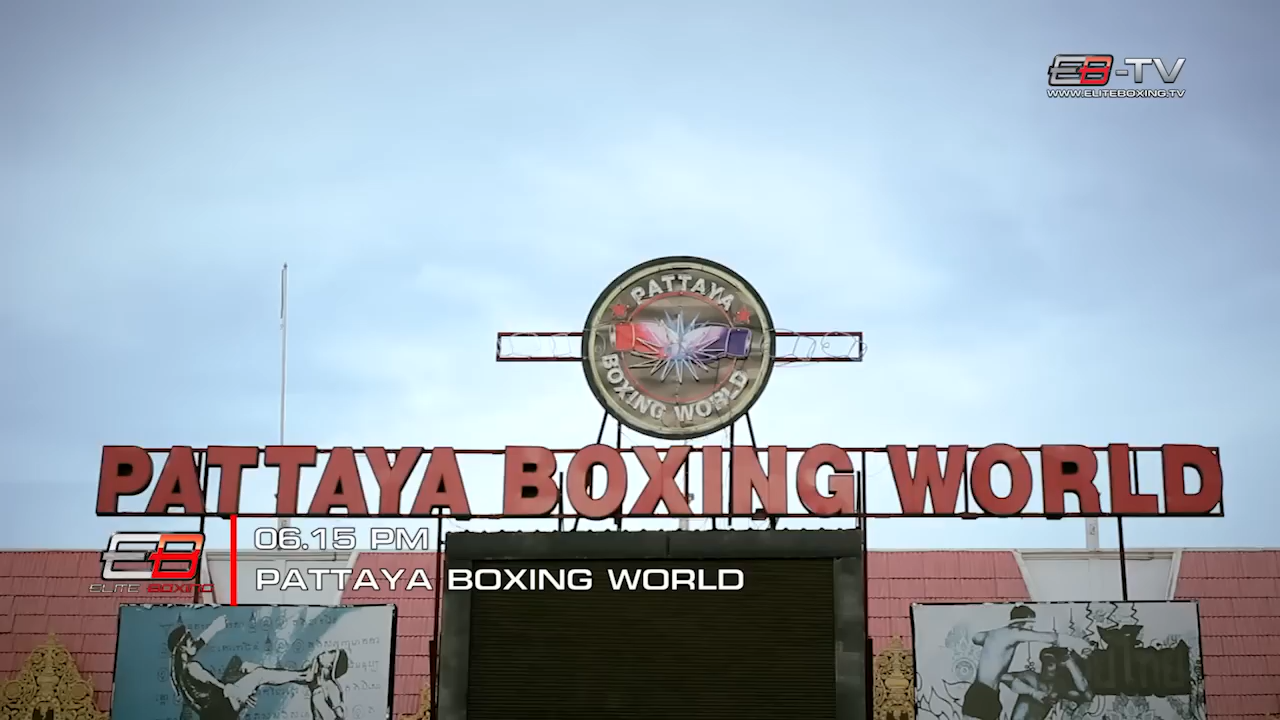 EB-TV
WWW.ELITEBOXING.TV
PATTAYA
BOXING WORLD
PATTAYA BOXING WORLD
06.15 PM
PATTAYA BOXING WORLD
EB
ELITE BOXING